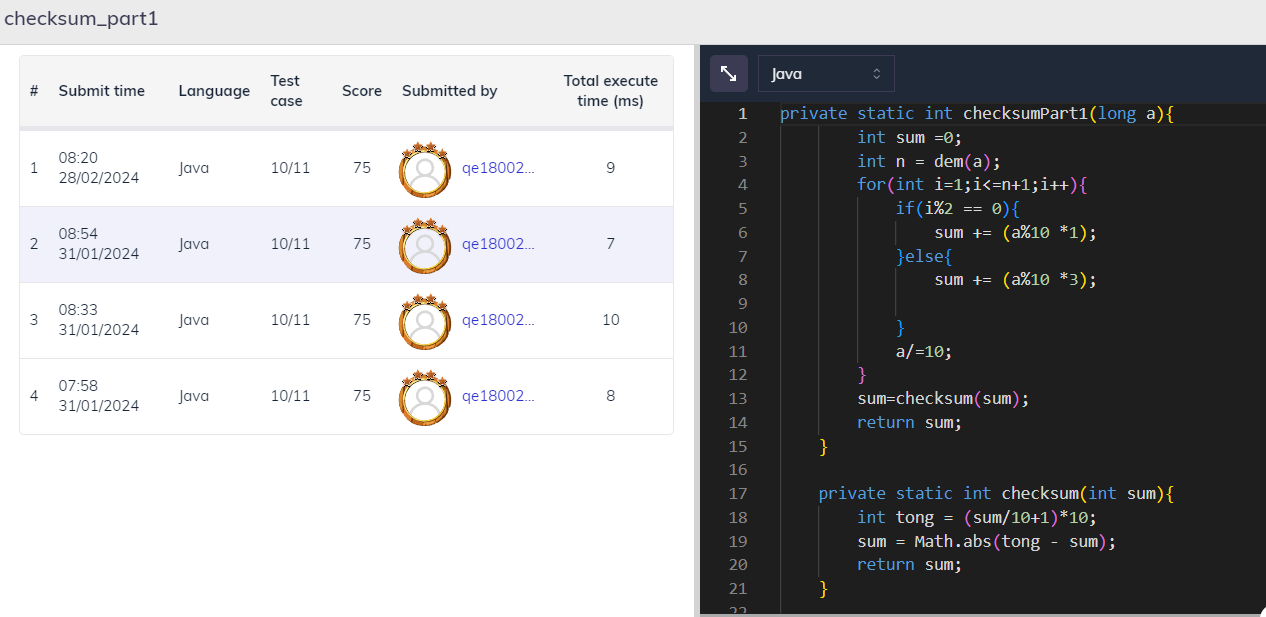 checksum_part1
# Submit time Language Test case Score Submitted by Total execute time (ms)
1 08:20 28/02/2024 Java 10/11 75 qe18002... 9
2 08:54 31/01/2024 Java 10/11 75 qe18002... 7
3 08:33 31/01/2024 Java 10/11 75 qe18002... 10
4 07:58 31/01/2024 Java 10/11 75 qe18002... 8
Java
1 private static int checksumPart1(long a){
2 int sum =0;
3 int n = dem(a);
4 for(int i=1;i<=n+1;i++){
5 if(i%2 == 0){
6 sum += (a%10 *1);
7 }else{
8 sum += (a%10 *3);
9
10 }
11 a/=10;
12 }
13 sum=checksum(sum);
14 return sum;
15 }
16
17 private static int checksum(int sum){
18 int tong = (sum/10+1)*10;
19 sum = Math.abs(tong - sum);
20 return sum;
21 }
22